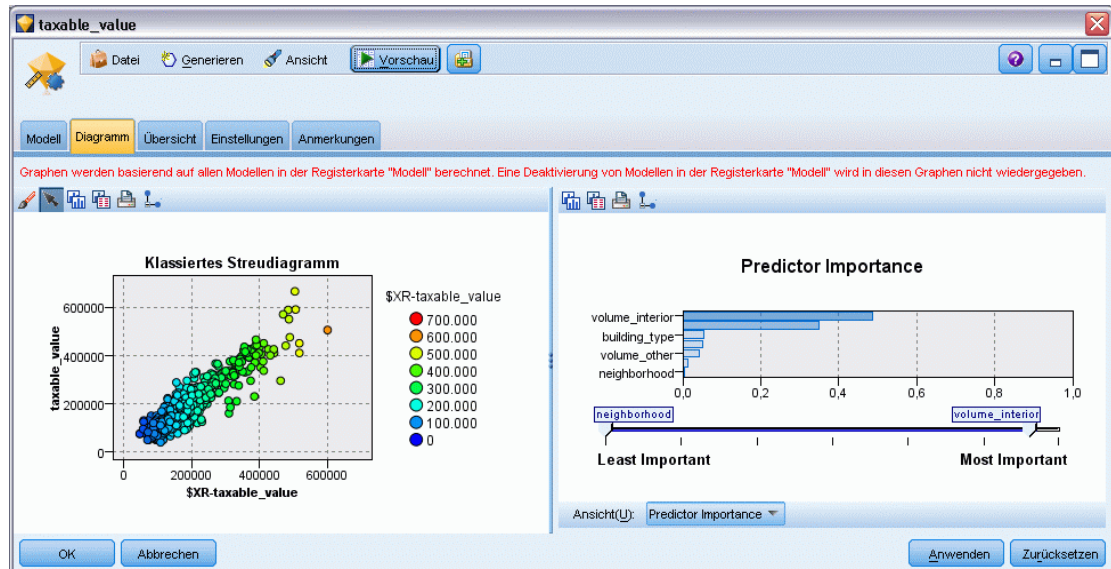 taxable_value
Datei Generieren Ansicht Vorschau
Modell Diagramm Übersicht Einstellungen Anmerkungen
Graphen werden basierend auf allen Modellen in der Registerkarte "Modell" berechnet. Eine Deaktivierung von Modellen in der Registerkarte "Modell" wird in diesen Graphen nicht wiedergegeben.
Klassiertes Streudiagramm
taxable_value
600000
400000
200000
0
0 200000 400000 600000
$XR-taxable_value
$XR-taxable_value
700.000
600.000
500.000
400.000
300.000
200.000
100.000
0
Predictor Importance
volume_interior
building_type
volume_other
neighborhood
0,0 0,2 0,4 0,6 0,8 1,0
neighborhood volume_interior
Least Important Most Important
Ansicht(U): Predictor Importance
OK Abbrechen Anwenden Zurücksetzen